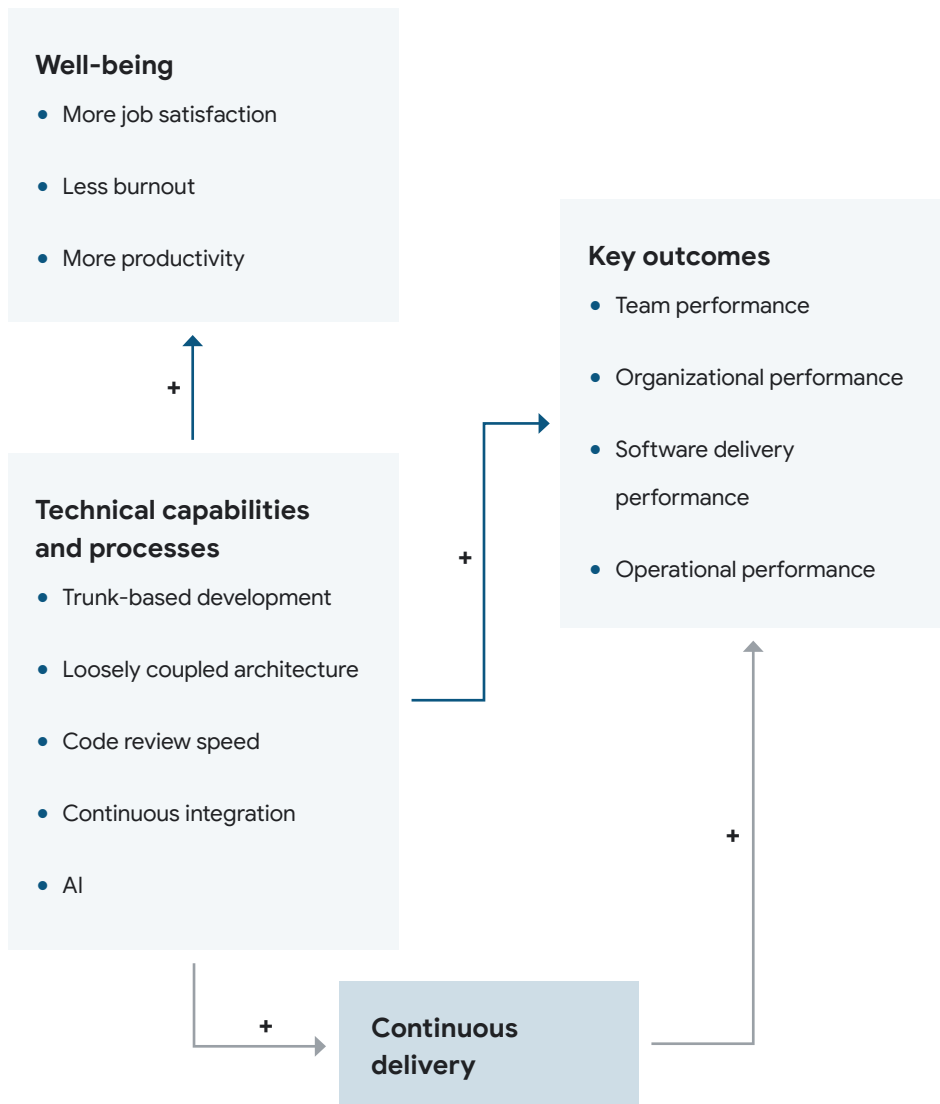 Well-being
• More job satisfaction
• Less burnout
• More productivity
+
Key outcomes
• Team performance
• Organizational performance
• Software delivery
performance
• Operational performance
+
Technical capabilities
and processes
• Trunk-based development
• Loosely coupled architecture
• Code review speed
• Continuous integration
• AI
+
+
Continuous
delivery